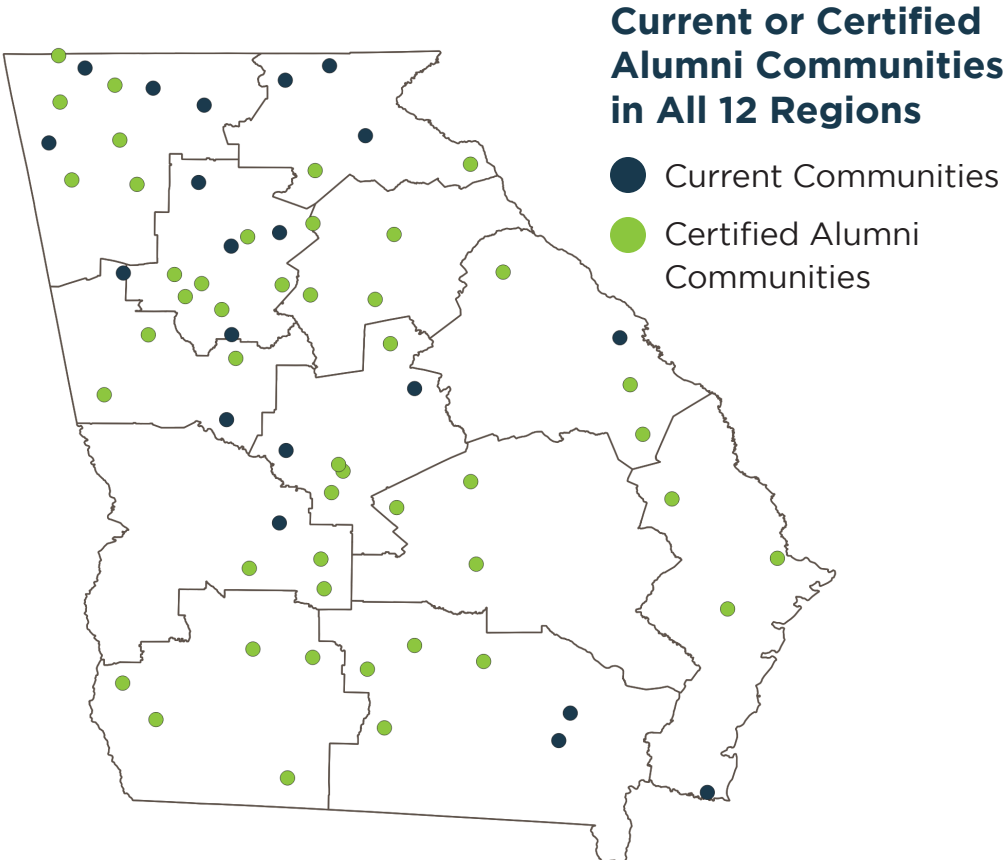 Current or Certified
Alumni Communities
in All 12 Regions
Current Communities
Certified Alumni
Communities